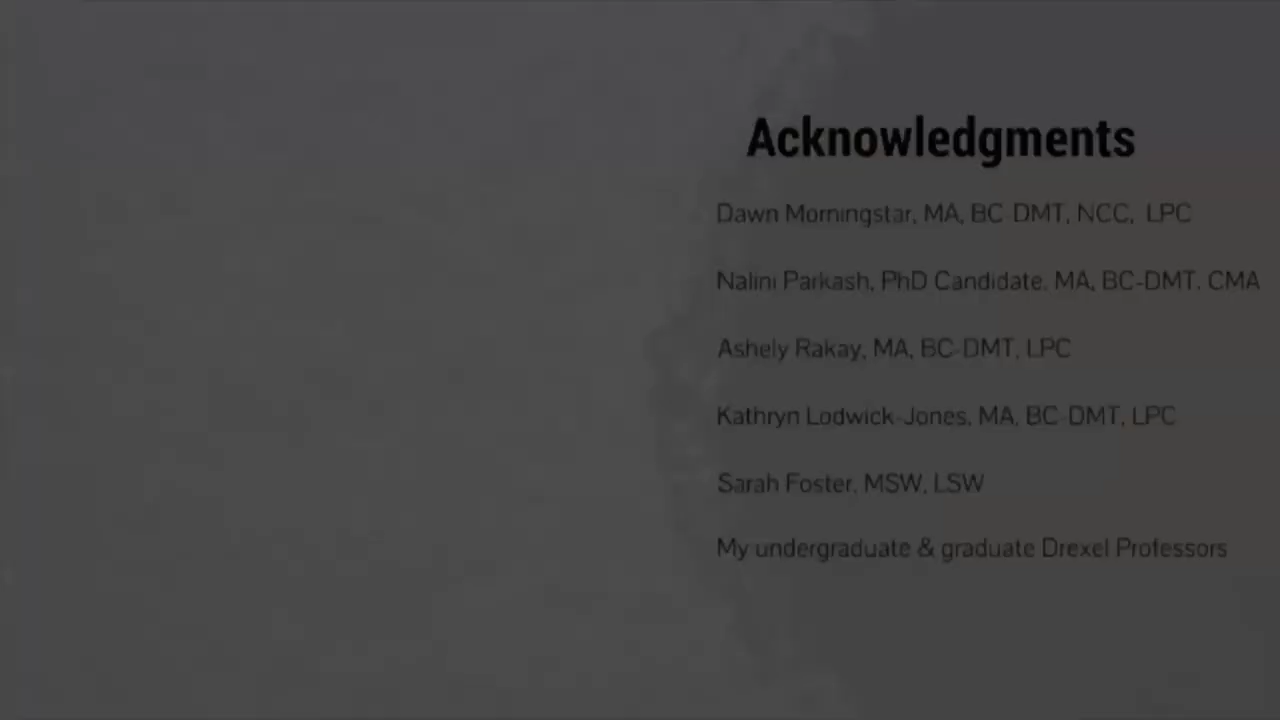 Acknowledgments
Dawn Morningstar, MA, BC-DMT, NCC, LPC
Nalini Parkash, PhD Candidate, MA, BC-DMT, CMA
Ashely Rakay, MA, BC-DMT, LPC
Kathryn Lodwick-Jones, MA, BC-DMT, LPC
Sarah Foster, MSW, LSW
My undergraduate & graduate Drexel Professors